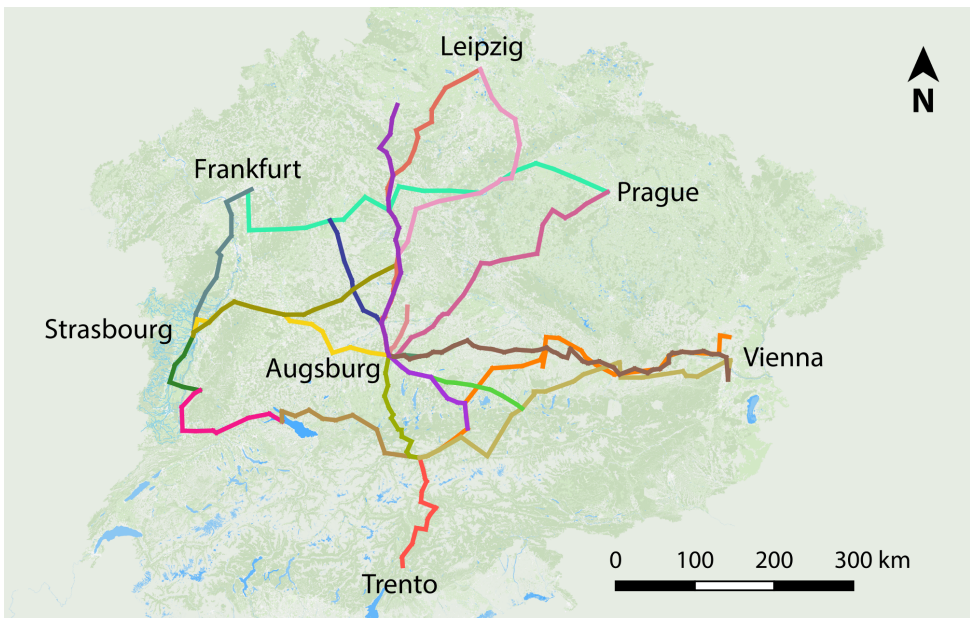 Leipzig
N
Frankfurt
Prague
Strasbourg
Augsburg
Vienna
0 100 200 300 km
Trento